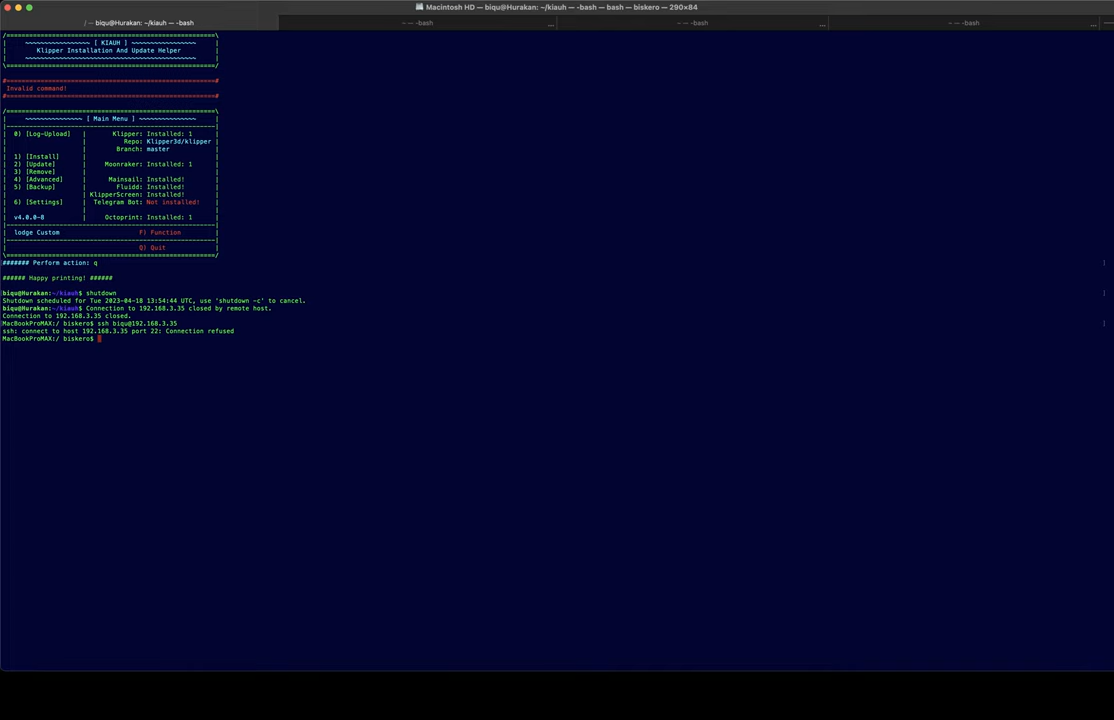 Macintosh HD — biqu@Hurakan: ~/kiauh — -bash — bash — biskero — 290×84
/ — biqu@Hurakan: ~/kiauh — -bash
~ — -bash ...
~ — -bash ...
~ — -bash ...
/=======================================================\
| ~~~~~~~~~~~~~~~~~ [ KIAUH ] ~~~~~~~~~~~~~~~~~ |
| Klipper Installation And Update Helper |
| ~~~~~~~~~~~~~~~~~~~~~~~~~~~~~~~~~~~~~~~~~~~~~ |
\=======================================================/
#=======================================================#
Invalid command!
#=======================================================#
/=======================================================\
| ~~~~~~~~~~~~~~~ [ Main Menu ] ~~~~~~~~~~~~~~~ |
|-------------------------------------------------------|
| 0) [Log-Upload] | Klipper: Installed: 1 |
| | Repo: Klipper3d/klipper |
| | Branch: master |
| 1) [Install] | |
| 2) [Update] | Moonraker: Installed: 1 |
| 3) [Remove] | |
| 4) [Advanced] | Mainsail: Installed! |
| 5) [Backup] | Fluidd: Installed! |
| | KlipperScreen: Installed! |
| 6) [Settings] | Telegram Bot: Not installed! |
| | |
| v4.0.0-8 | Octoprint: Installed: 1 |
|-------------------------------------------------------|
| lodge Custom F) Function |
|-------------------------------------------------------|
| Q) Quit |
\=======================================================/
####### Perform action: q
###### Happy printing! ######
biqu@Hurakan:~/kiauh$ shutdown
Shutdown scheduled for Tue 2023-04-18 13:54:44 UTC, use 'shutdown -c' to cancel.
biqu@Hurakan:~/kiauh$ Connection to 192.168.3.35 closed by remote host.
Connection to 192.168.3.35 closed.
MacBookProMAX:/ biskero$ ssh biqu@192.168.3.35
ssh: connect to host 192.168.3.35 port 22: Connection refused
MacBookProMAX:/ biskero$